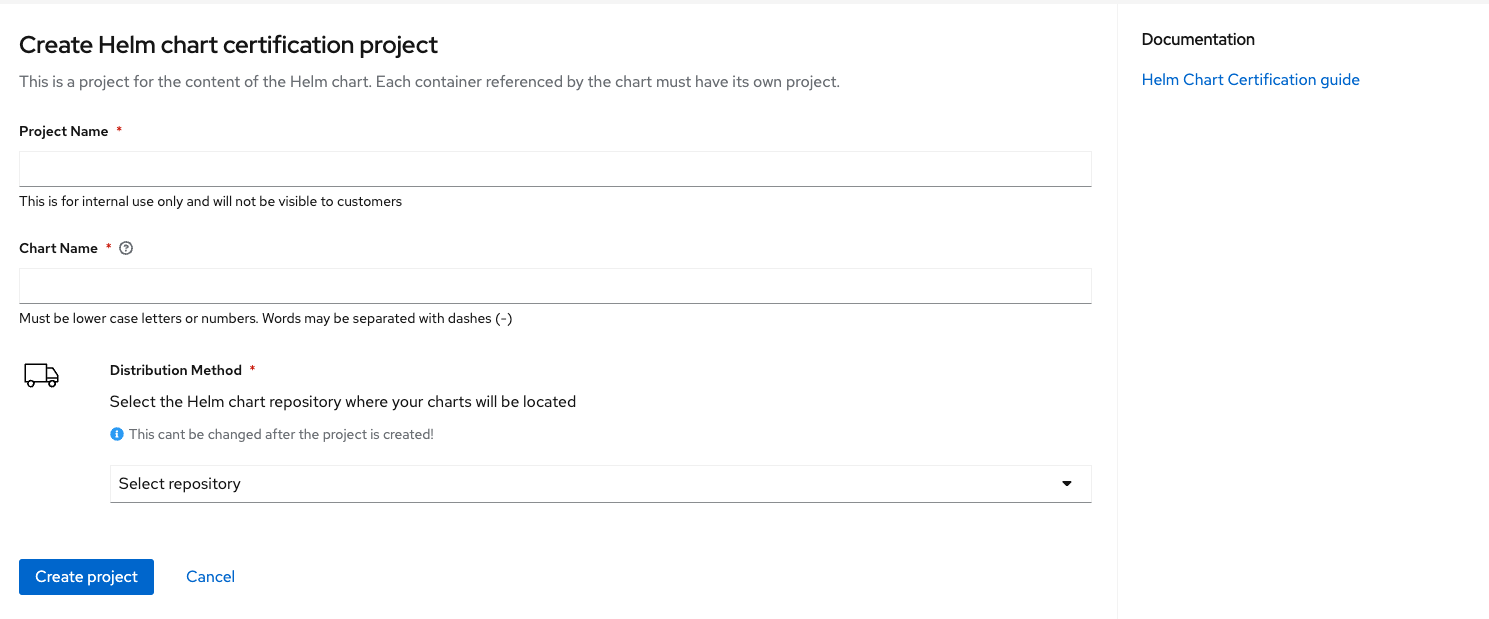 Create Helm chart certification project
This is a project for the content of the Helm chart. Each container referenced by the chart must have its own project.
Project Name *
This is for internal use only and will not be visible to customers
Chart Name *
Must be lower case letters or numbers. Words may be separated with dashes (-)
Distribution Method *
Select the Helm chart repository where your charts will be located
This cant be changed after the project is created!
Select repository
Create project Cancel
Documentation
Helm Chart Certification guide